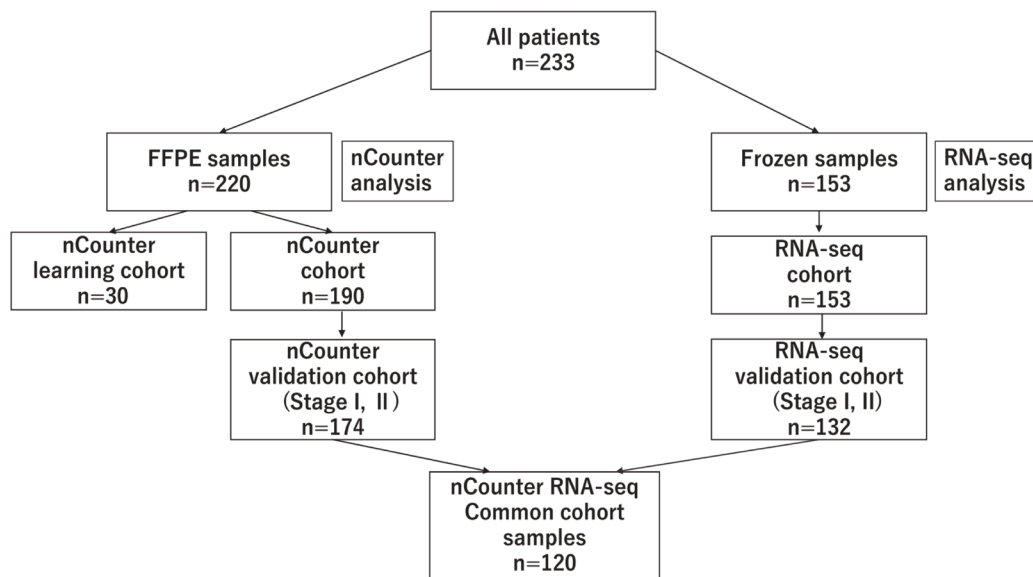 All patients
n=233
FFPE samples
n=220
nCounter
analysis
Frozen samples
n=153
RNA-seq
analysis
nCounter
learning cohort
n=30
nCounter
cohort
n=190
RNA-seq
cohort
n=153
nCounter
validation cohort
(Stage I, II)
n=174
RNA-seq
validation cohort
(Stage I, II)
n=132
nCounter RNA-seq
Common cohort
samples
n=120